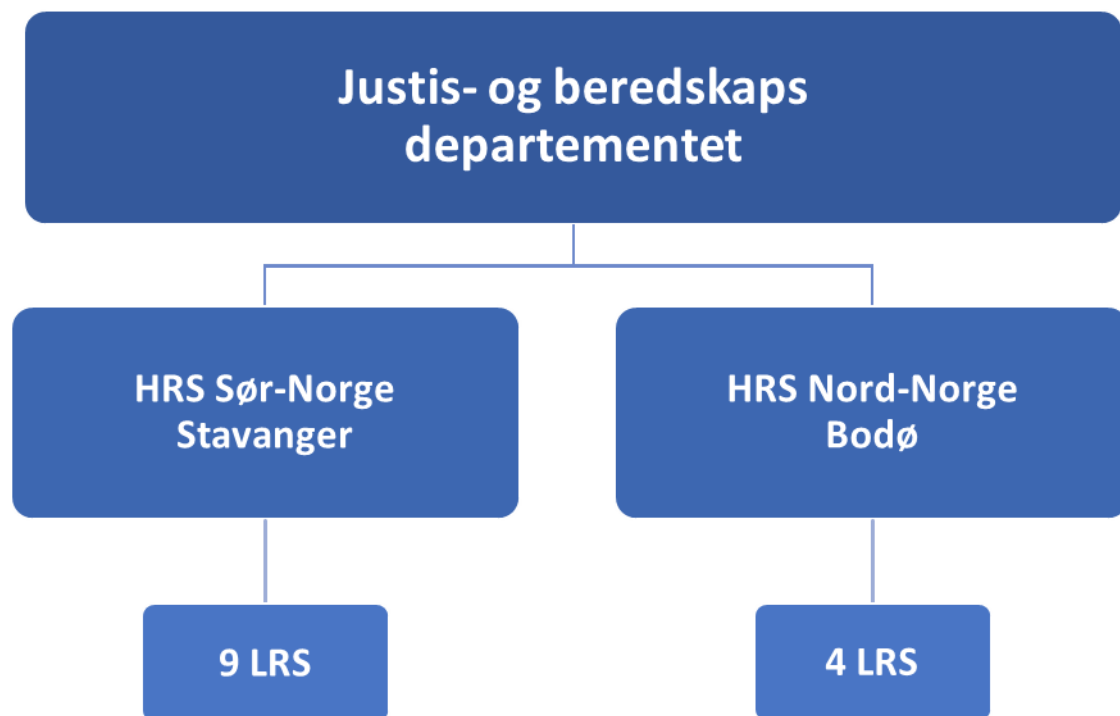 Justis- og beredskaps
departementet
HRS Sør-Norge
Stavanger
HRS Nord-Norge
Bodø
9 LRS
4 LRS